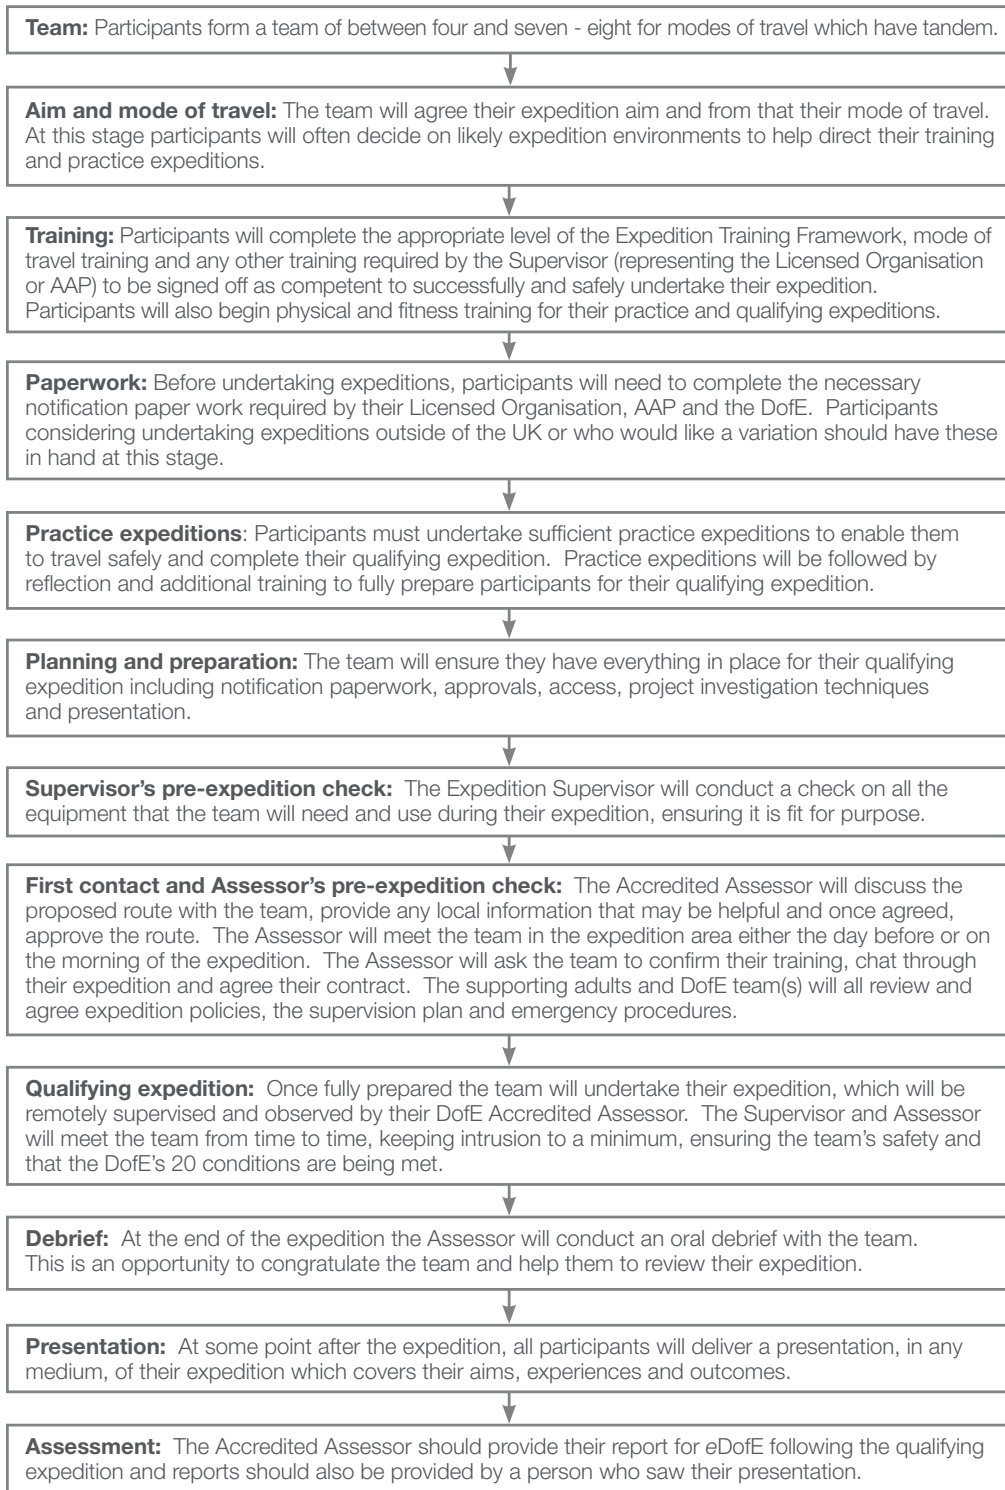 Team: Participants form a team of between four and seven - eight for modes of travel which have tandem.
Aim and mode of travel: The team will agree their expedition aim and from that their mode of travel.
At this stage participants will often decide on likely expedition environments to help direct their training
and practice expeditions.
Training: Participants will complete the appropriate level of the Expedition Training Framework, mode of
travel training and any other training required by the Supervisor (representing the Licensed Organisation
or AAP) to be signed off as competent to successfully and safely undertake their expedition.
Participants will also begin physical and fitness training for their practice and qualifying expeditions.
Paperwork: Before undertaking expeditions, participants will need to complete the necessary
notification paper work required by their Licensed Organisation, AAP and the DofE. Participants
considering undertaking expeditions outside of the UK or who would like a variation should have these
in hand at this stage.
Practice expeditions: Participants must undertake sufficient practice expeditions to enable them
to travel safely and complete their qualifying expedition. Practice expeditions will be followed by
reflection and additional training to fully prepare participants for their qualifying expedition.
Planning and preparation: The team will ensure they have everything in place for their qualifying
expedition including notification paperwork, approvals, access, project investigation techniques
and presentation.
Supervisor's pre-expedition check: The Expedition Supervisor will conduct a check on all the
equipment that the team will need and use during their expedition, ensuring it is fit for purpose.
First contact and Assessor's pre-expedition check: The Accredited Assessor will discuss the
proposed route with the team, provide any local information that may be helpful and once agreed,
approve the route. The Assessor will meet the team in the expedition area either the day before or on
the morning of the expedition. The Assessor will ask the team to confirm their training, chat through
their expedition and agree their contract. The supporting adults and DofE team(s) will all review and
agree expedition policies, the supervision plan and emergency procedures.
Qualifying expedition: Once fully prepared the team will undertake their expedition, which will be
remotely supervised and observed by their DofE Accredited Assessor. The Supervisor and Assessor
will meet the team from time to time, keeping intrusion to a minimum, ensuring the team's safety and
that the DofE's 20 conditions are being met.
Debrief: At the end of the expedition the Assessor will conduct an oral debrief with the team.
This is an opportunity to congratulate the team and help them to review their expedition.
Presentation: At some point after the expedition, all participants will deliver a presentation, in any
medium, of their expedition which covers their aims, experiences and outcomes.
Assessment: The Accredited Assessor should provide their report for eDofE following the qualifying
expedition and reports should also be provided by a person who saw their presentation.